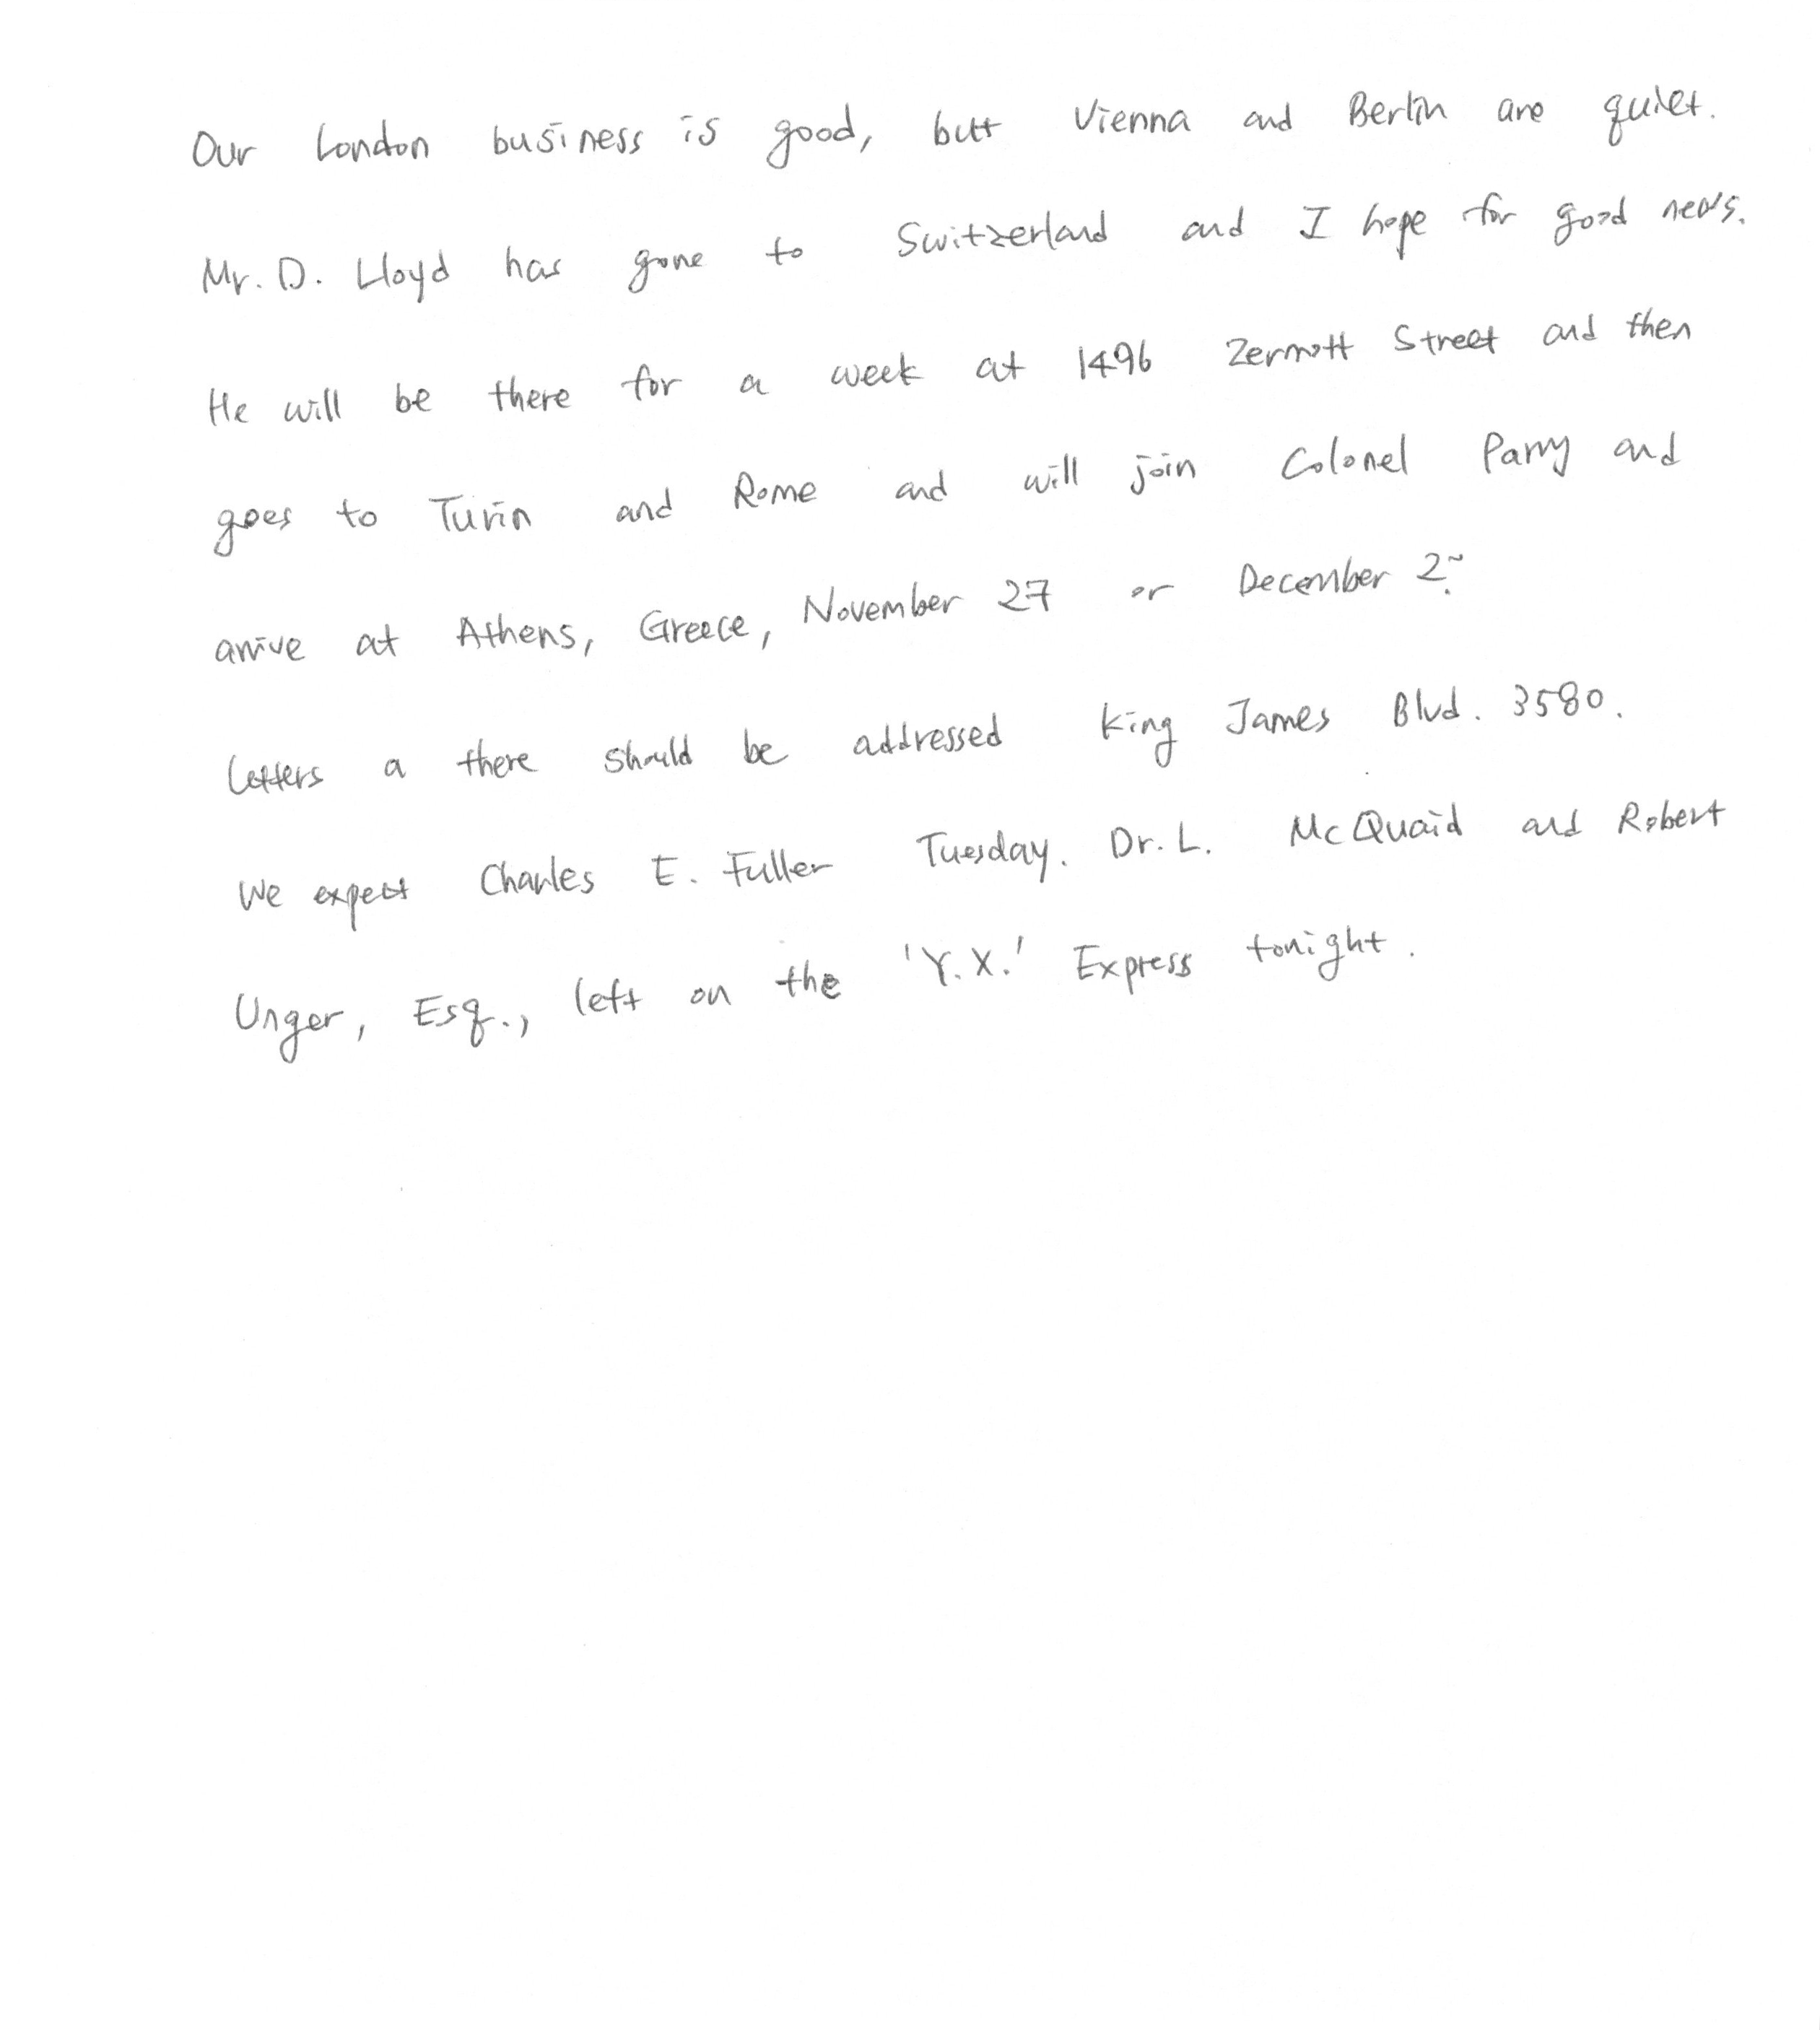 Our London business is good, but Vienna and Berlin are quiet.
Mr. D. Lloyd has gone to Switzerland and I hope for good news.
He will be there for a week at 1496 Zermott Street and then
goes to Turin and Rome and will join Colonel Parry and
arrive at Athens, Greece, November 27 or December 2.
Letters a there should be addressed King James Blvd. 3580.
We expect Charles E. Fuller Tuesday. Dr. L. McQuaid and Robert
Unger, Esq., left on the 'Y.X.' Express tonight.